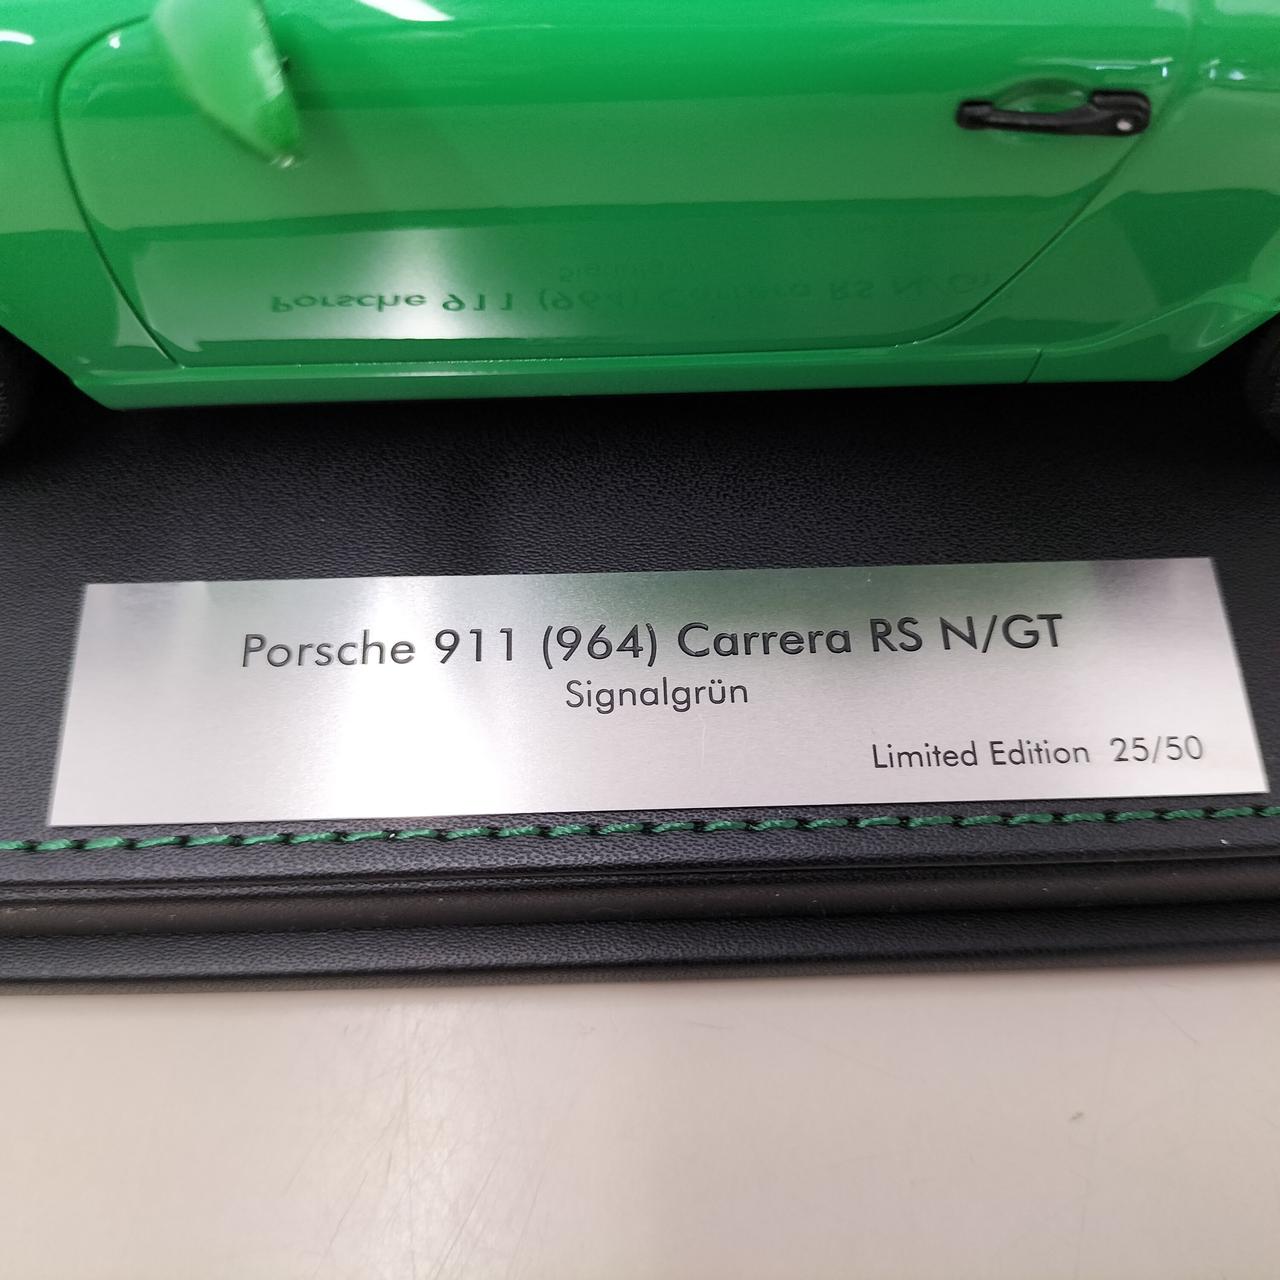 Porsche 911 (964) Carrera RS N/GT
Signalgrün
Limited Edition 25/50